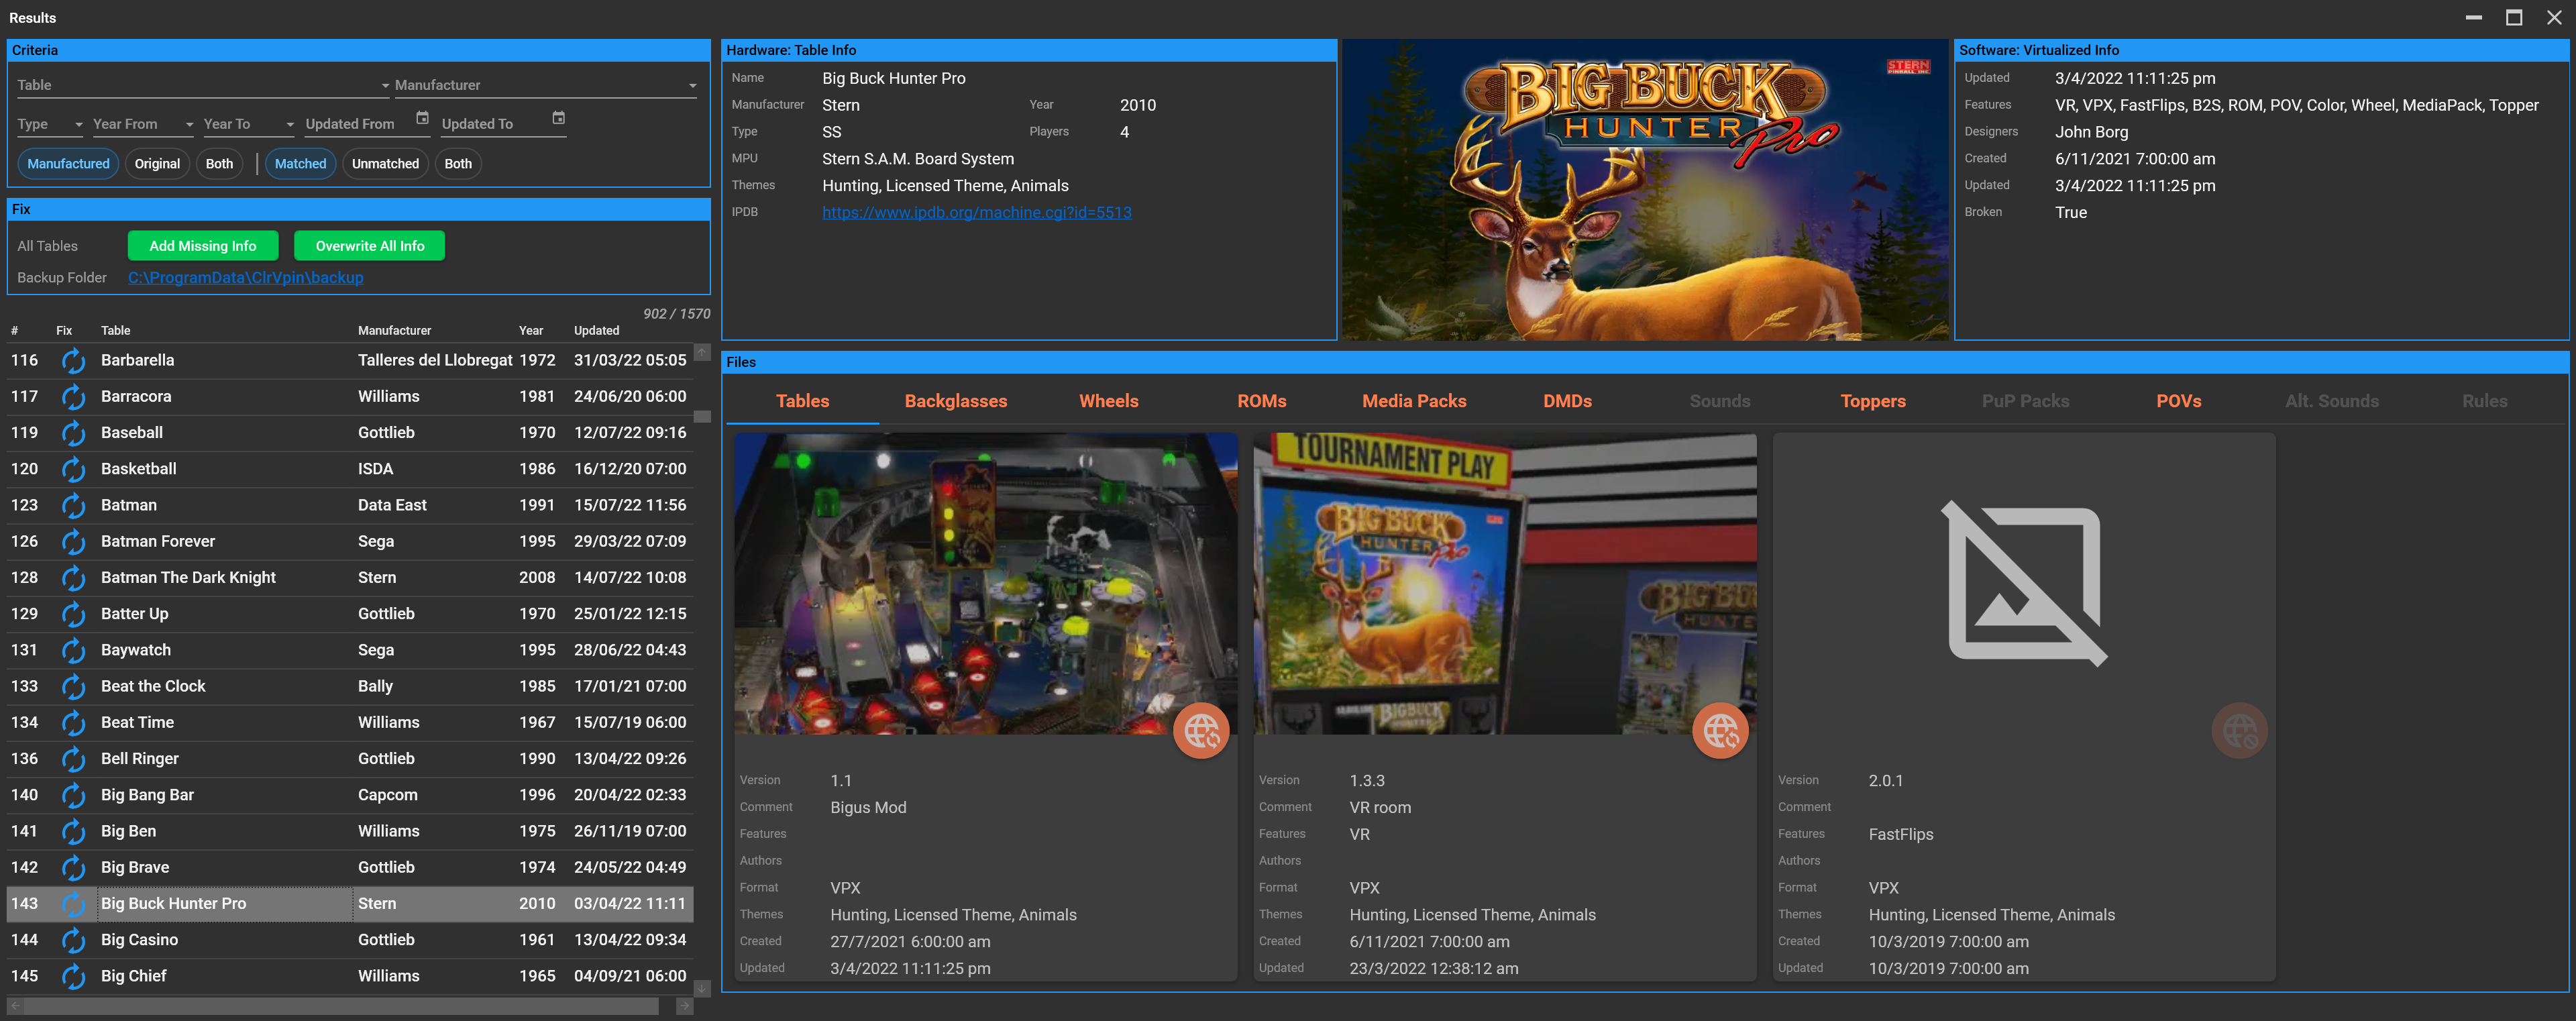 Results
Criteria
Table Manufacturer
Type Year From Year To Updated From Updated To
Manufactured Original Both | Matched Unmatched Both
Fix
All Tables Add Missing Info Overwrite All Info
Backup Folder C:\ProgramData\ClrVpin\backup
902 / 1570
# Fix Table Manufacturer Year Updated
116 Barbarella Talleres del Llobregat 1972 31/03/22 05:05
117 Barracora Williams 1981 24/06/20 06:00
119 Baseball Gottlieb 1970 12/07/22 09:16
120 Basketball ISDA 1986 16/12/20 07:00
123 Batman Data East 1991 15/07/22 11:56
126 Batman Forever Sega 1995 29/03/22 07:09
128 Batman The Dark Knight Stern 2008 14/07/22 10:08
129 Batter Up Gottlieb 1970 25/01/22 12:15
131 Baywatch Sega 1995 28/06/22 04:43
133 Beat the Clock Bally 1985 17/01/21 07:00
134 Beat Time Williams 1967 15/07/19 06:00
136 Bell Ringer Gottlieb 1990 13/04/22 09:26
140 Big Bang Bar Capcom 1996 20/04/22 02:33
141 Big Ben Williams 1975 26/11/19 07:00
142 Big Brave Gottlieb 1974 24/05/22 04:49
143 Big Buck Hunter Pro Stern 2010 03/04/22 11:11
144 Big Casino Gottlieb 1961 13/04/22 09:34
145 Big Chief Williams 1965 04/09/21 06:00
Hardware: Table Info
Name Big Buck Hunter Pro
Manufacturer Stern Year 2010
Type SS Players 4
MPU Stern S.A.M. Board System
Themes Hunting, Licensed Theme, Animals
IPDB https://www.ipdb.org/machine.cgi?id=5513
STERN
PINBALL, INC.
BIG BUCK
HUNTER Pro
Software: Virtualized Info
Updated 3/4/2022 11:11:25 pm
Features VR, VPX, FastFlips, B2S, ROM, POV, Color, Wheel, MediaPack, Topper
Designers John Borg
Created 6/11/2021 7:00:00 am
Updated 3/4/2022 11:11:25 pm
Broken True
Files
Tables Backglasses Wheels ROMs Media Packs DMDs Sounds Toppers PuP Packs POVs Alt. Sounds Rules
Version 1.1
Comment Bigus Mod
Features
Authors
Format VPX
Themes Hunting, Licensed Theme, Animals
Created 27/7/2021 6:00:00 am
Updated 3/4/2022 11:11:25 pm
TOURNAMENT PLAY
BIG BUCK
HUNTER Pro
BIG BUCK
HUNTE
BIG BUCK
HUNTER
Version 1.3.3
Comment VR room
Features VR
Authors
Format VPX
Themes Hunting, Licensed Theme, Animals
Created 6/11/2021 7:00:00 am
Updated 23/3/2022 12:38:12 am
Version 2.0.1
Comment
Features FastFlips
Authors
Format VPX
Themes Hunting, Licensed Theme, Animals
Created 10/3/2019 7:00:00 am
Updated 10/3/2019 7:00:00 am